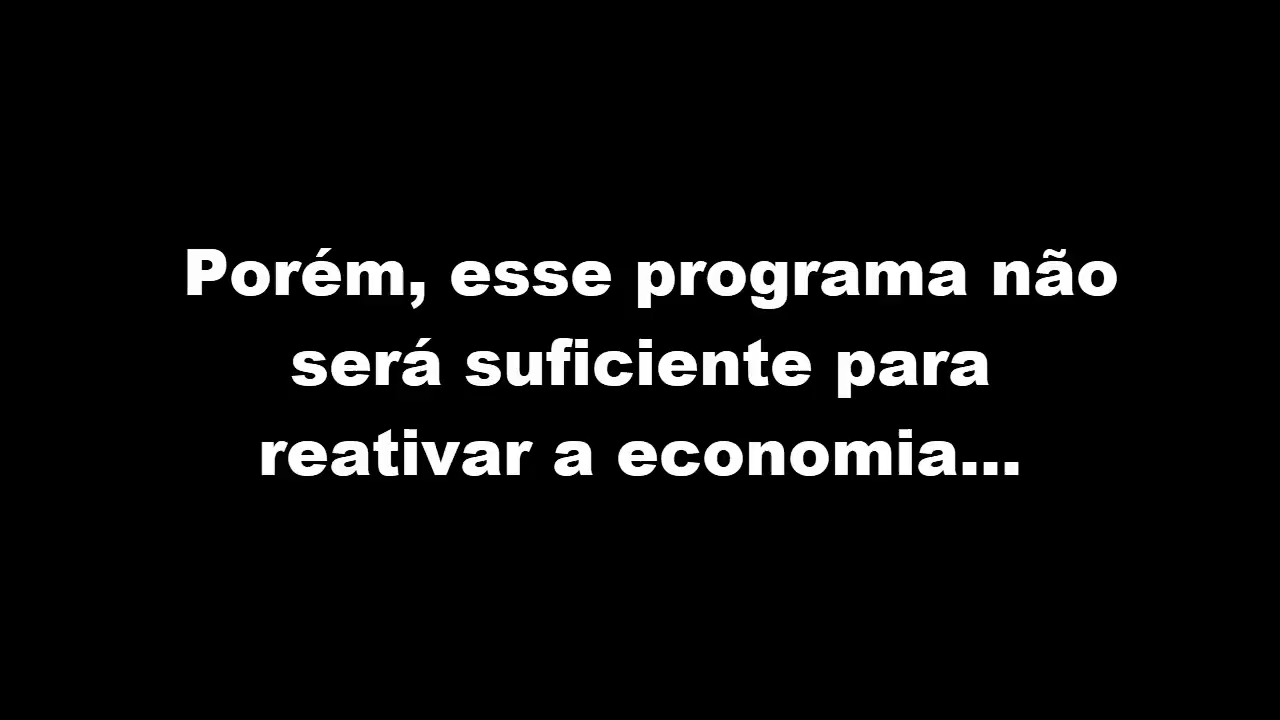 Porém, esse programa não
será suficiente para
reativar a economia...